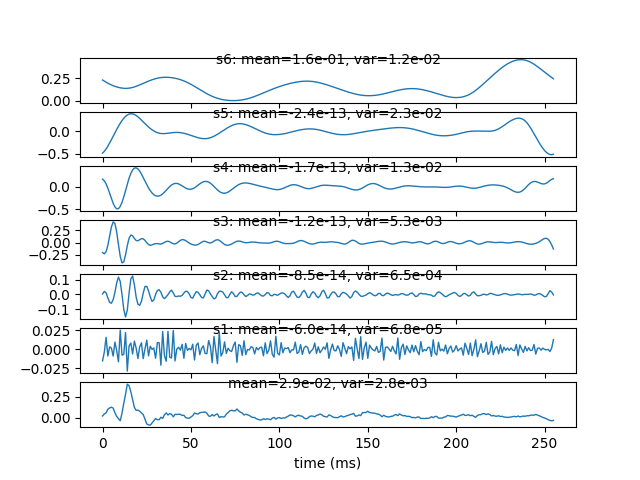 s6: mean=1.6e-01, var=1.2e-02
0.25
0.00
s5: mean=-2.4e-13, var=2.3e-02
0.0
−0.5
s4: mean=-1.7e-13, var=1.3e-02
0.0
−0.5
s3: mean=-1.2e-13, var=5.3e-03
0.25
0.00
−0.25
s2: mean=-8.5e-14, var=6.5e-04
0.1
0.0
−0.1
s1: mean=-6.0e-14, var=6.8e-05
0.025
0.000
−0.025
mean=2.9e-02, var=2.8e-03
0.25
0.00
0 50 100 150 200 250
time (ms)